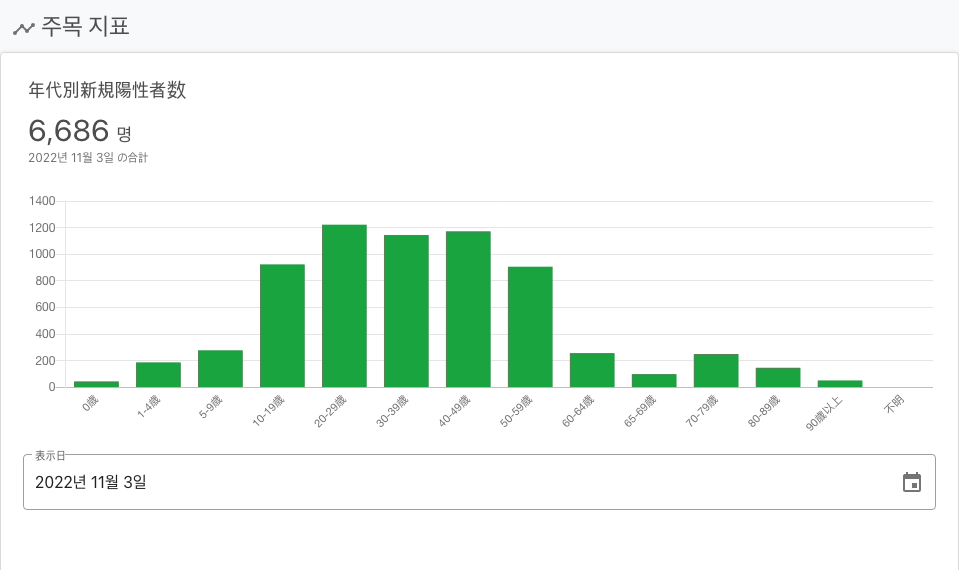 주목 지표
年代別新規陽性者数
6,686 명
2022년 11월 3일 の合計
1400
1200
1000
800
600
400
200
0
0歳
1-4歳
5-9歳
10-19歳
20-29歳
30-39歳
40-49歳
50-59歳
60-64歳
65-69歳
70-79歳
80-89歳
90歳以上
不明
表示日
2022년 11월 3일